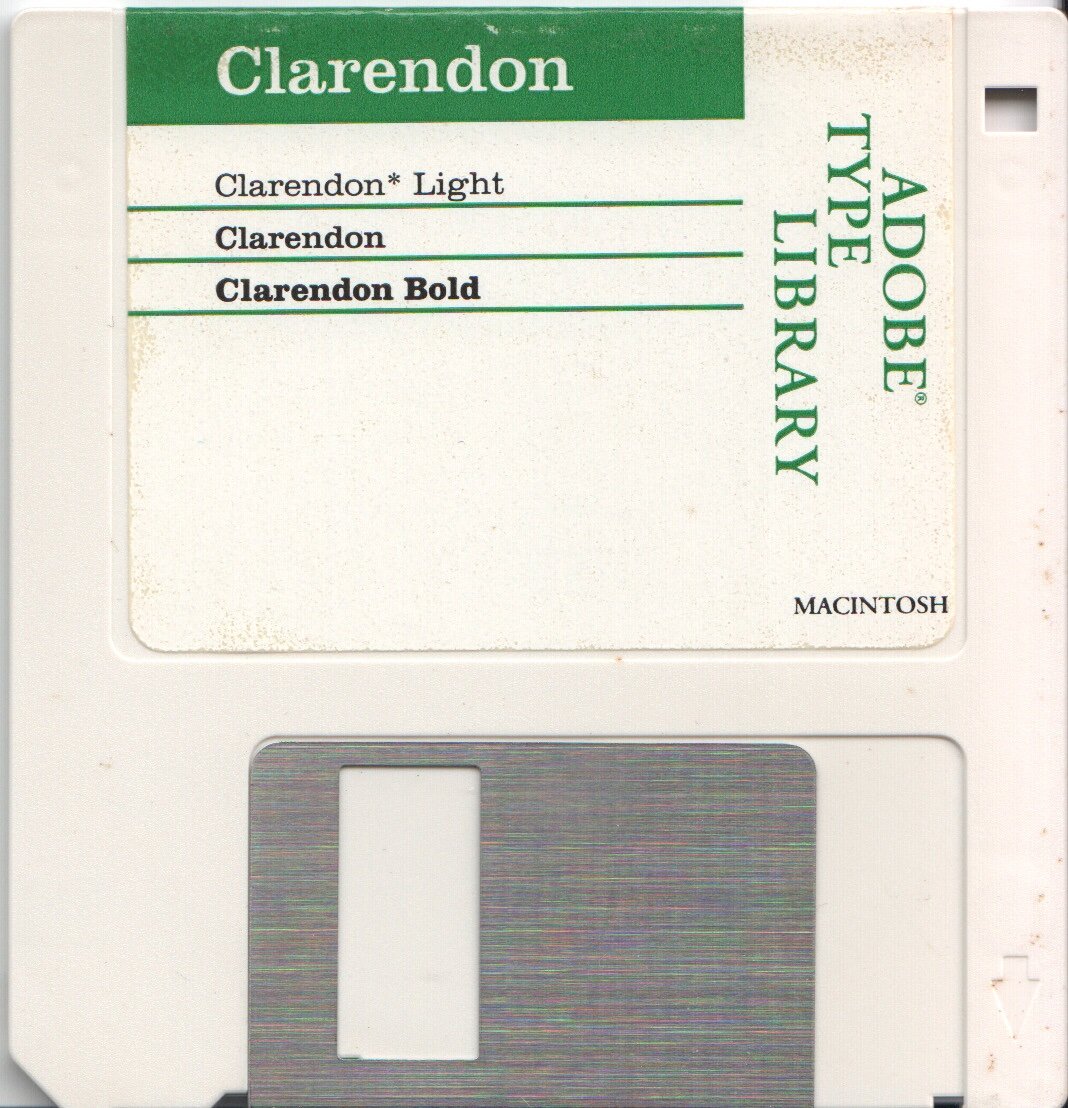 Clarendon
Clarendon* Light
Clarendon
Clarendon Bold
ADOBE®
TYPE
LIBRARY
MACINTOSH